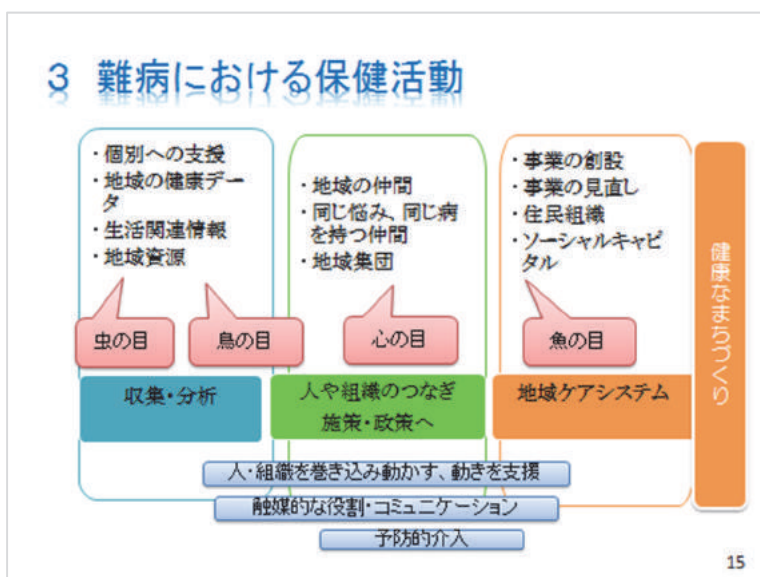 3 難病における保健活動
・個別への支援
・地域の健康デー
タ
・生活関連情報
・地域資源
虫の目
鳥の目
収集・分析
・地域の仲間
・同じ悩み、同じ病
を持つ仲間
・地域集団
心の目
人や組織のつなぎ
施策・政策へ
・事業の創設
・事業の見直し
・住民組織
・ソーシャルキャピ
タル
魚の目
地域ケアシステム
健康なまちづくり
人・組織を巻き込み動かす、動きを支援
触媒的な役割・コミュニケーション
予防的介入
15